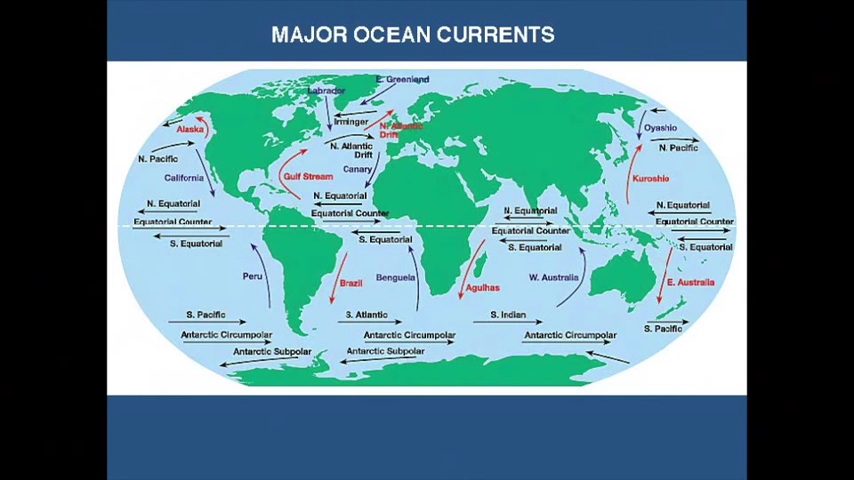 MAJOR OCEAN CURRENTS
E. Greenland
Labrador
Irminger
Alaska
N. Atlantic
Drift
Oyashio
N. Pacific
N. Atlantic
Drift
N. Pacific
California
Gulf Stream
Canary
Kuroshio
N. Equatorial
N. Equatorial
N. Equatorial
N. Equatorial
Equatorial Counter
Equatorial Counter
Equatorial Counter
Equatorial Counter
S. Equatorial
S. Equatorial
S. Equatorial
S. Equatorial
Peru
Brazil
Benguela
Agulhas
W. Australia
E. Australia
S. Pacific
S. Atlantic
S. Indian
S. Pacific
Antarctic Circumpolar
Antarctic Circumpolar
Antarctic Circumpolar
Antarctic Subpolar
Antarctic Subpolar